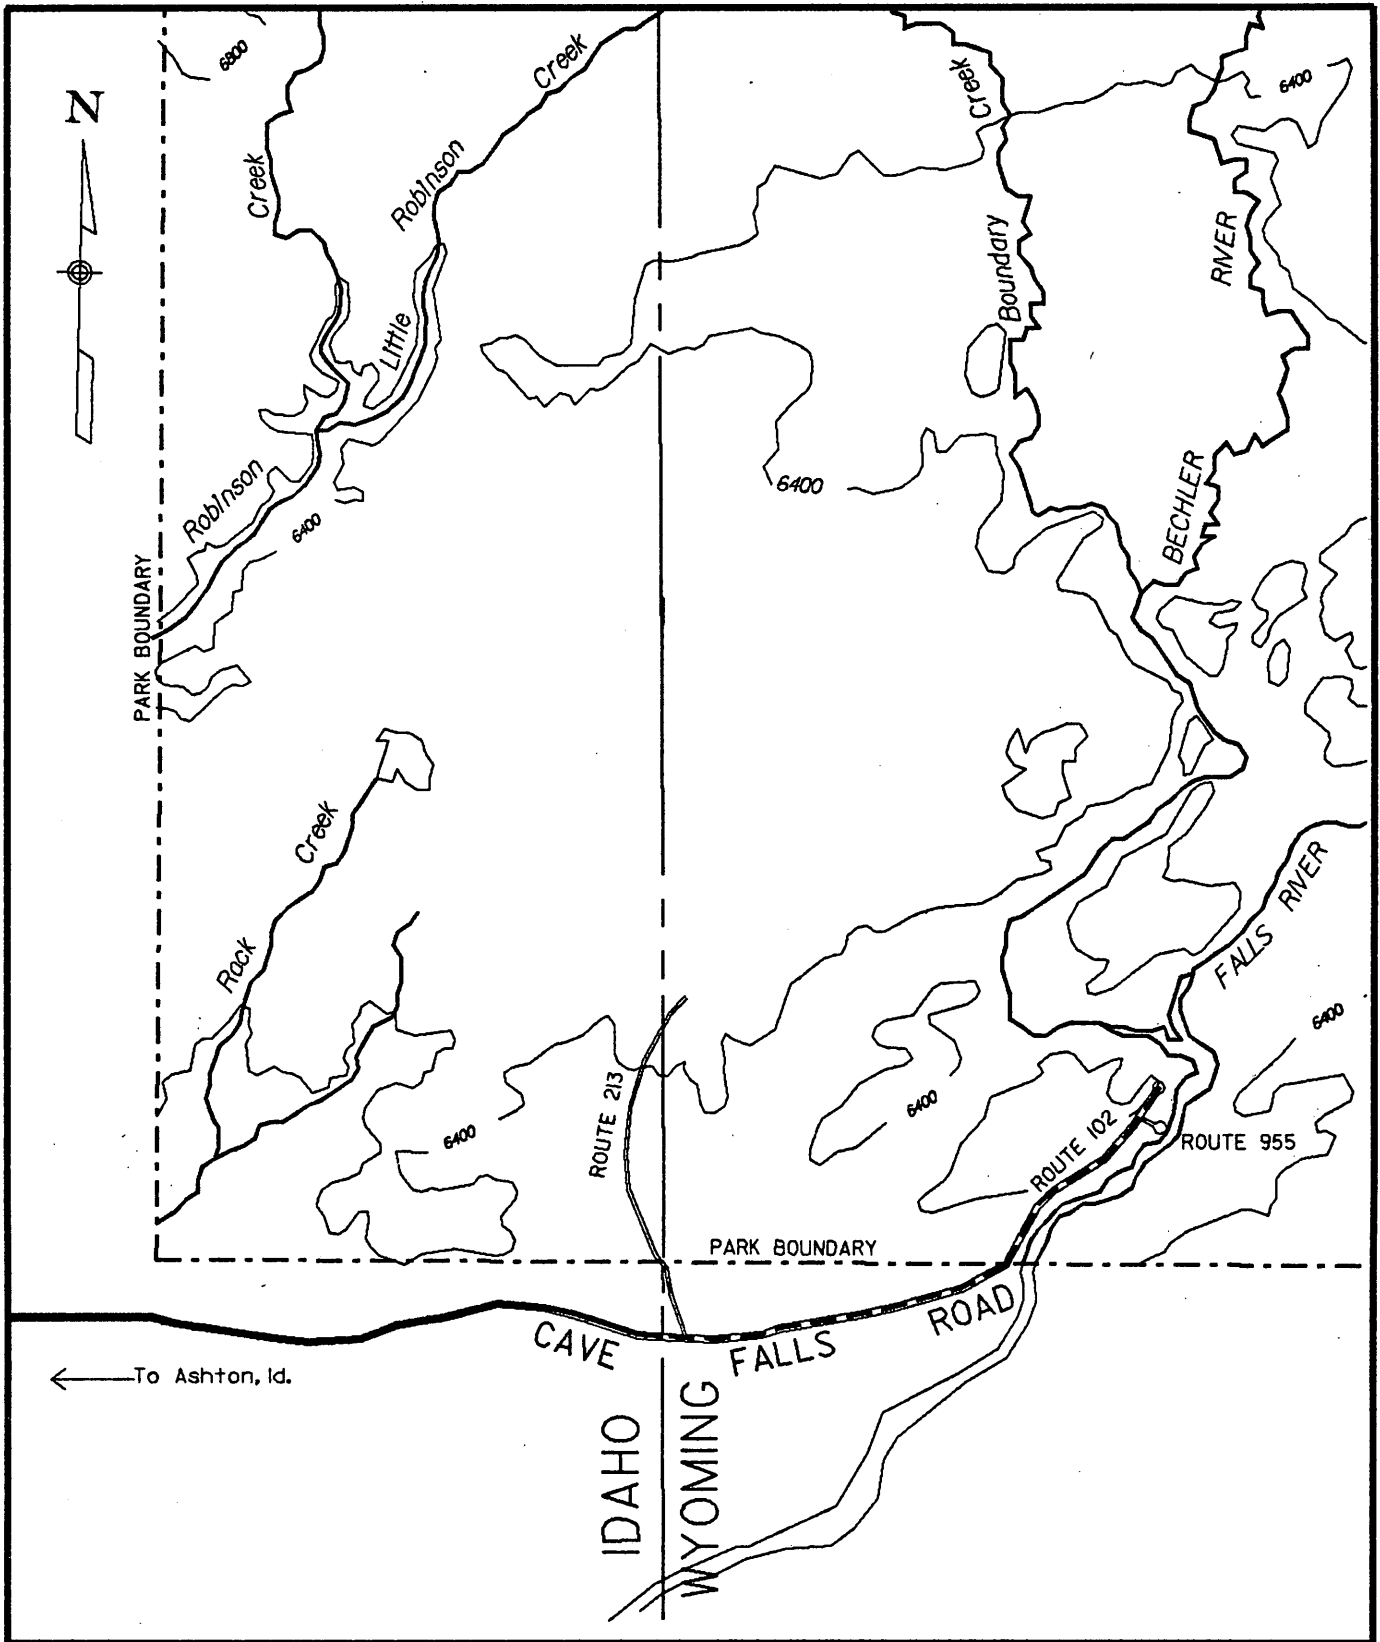 6800
Creek
N
Creek
6400
Creek
Robinson
Boundary
RIVER
Little
Robinson
6400
6400
BECHLER
PARK BOUNDARY
Creek
Rock
FALLS RIVER
6400
ROUTE 213
6400
6400
ROUTE 102
ROUTE 955
PARK BOUNDARY
CAVE FALLS ROAD
To Ashton, Id.
IDAHO
WYOMING